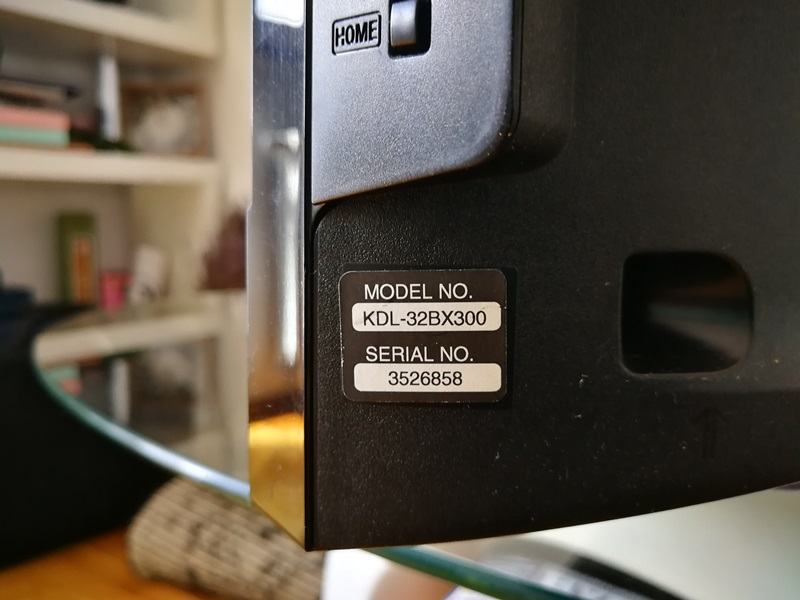 HOME
MODEL NO.
KDL-32BX300
SERIAL NO.
3526858